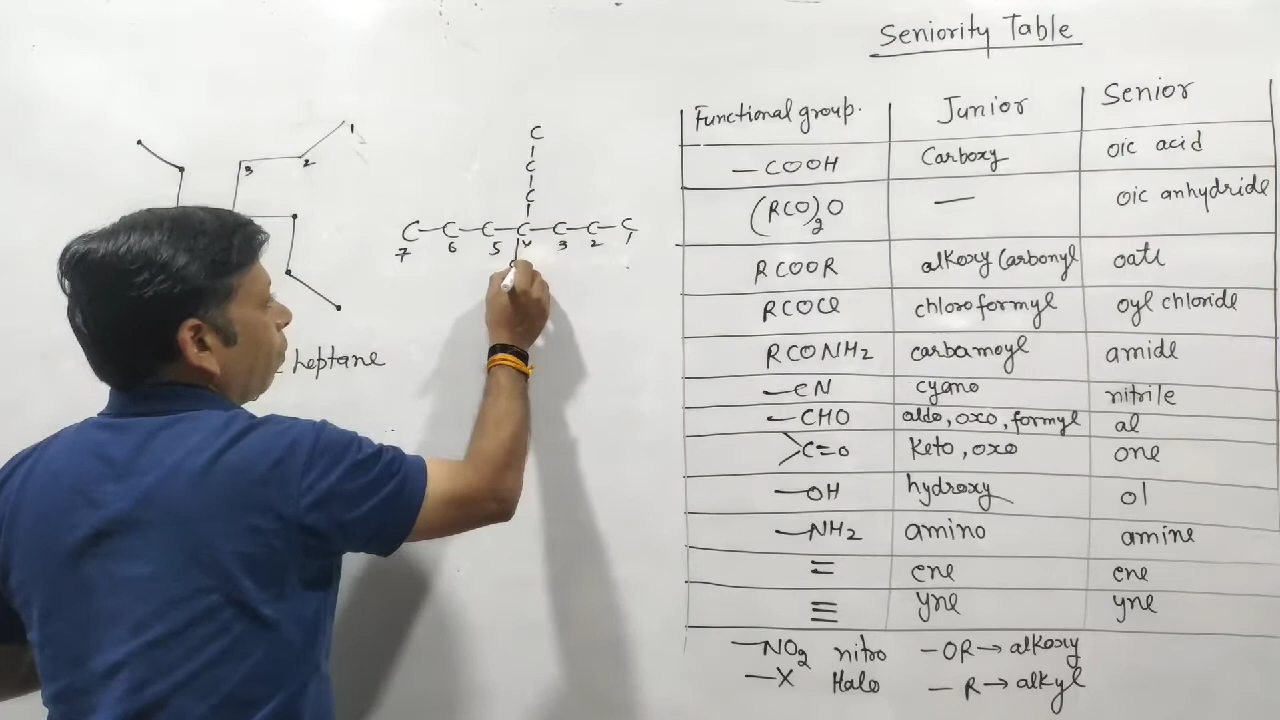 Seniority Table
Functional group. Junior Senior
—COOH Carboxy oic acid
(RCO)2O — oic anhydride
RCOOR alkoxy Carbonyl oate
RCOCl chloroformyl oyl chloride
RCONH2 carbamoyl amide
—CN cyano nitrile
—CHO aldo, oxo, formyl al
>C=O Keto, oxo one
—OH hydroxy ol
—NH2 amino amine
= ene ene
≡ yne yne
—NO2 nitro —OR→alkoxy
—X Halo —R→alkyl
1
2
3
heptane
C
C
C
C—C—C—C—C—C—C
7 6 5 4 3 2 1
C